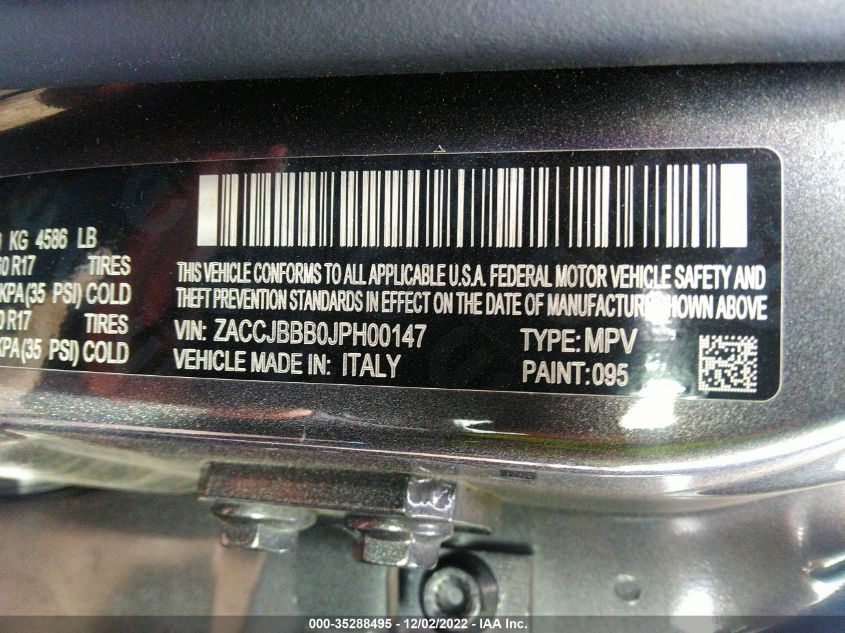 KG 4586 LB
R17 TIRES
KPA(35 PSI) COLD
R17 TIRES
KPA(35 PSI) COLD
THIS VEHICLE CONFORMS TO ALL APPLICABLE U.S.A. FEDERAL MOTOR VEHICLE SAFETY AND
THEFT PREVENTION STANDARDS IN EFFECT ON THE DATE OF MANUFACTURE SHOWN ABOVE
VIN: ZACCJBBB0JPH00147 TYPE: MPV
VEHICLE MADE IN: ITALY PAINT: 095
000-35288495 - 12/02/2022 - IAA Inc.